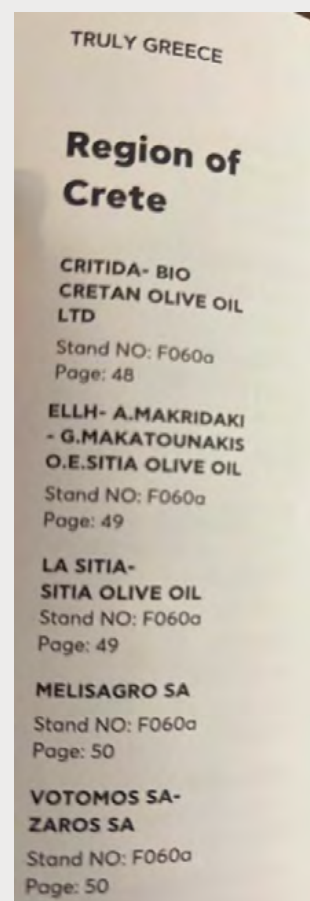 TRULY GREECE
Region of
Crete
CRITIDA- BIO
CRETAN OLIVE OIL
LTD
Stand NO: F060a
Page: 48
ELLH- A.MAKRIDAKI
- G.MAKATOUNAKIS
O.E.SITIA OLIVE OIL
Stand NO: F060a
Page: 49
LA SITIA-
SITIA OLIVE OIL
Stand NO: F060a
Page: 49
MELISAGRO SA
Stand NO: F060a
Page: 50
VOTOMOS SA-
ZAROS SA
Stand NO: F060a
Page: 50